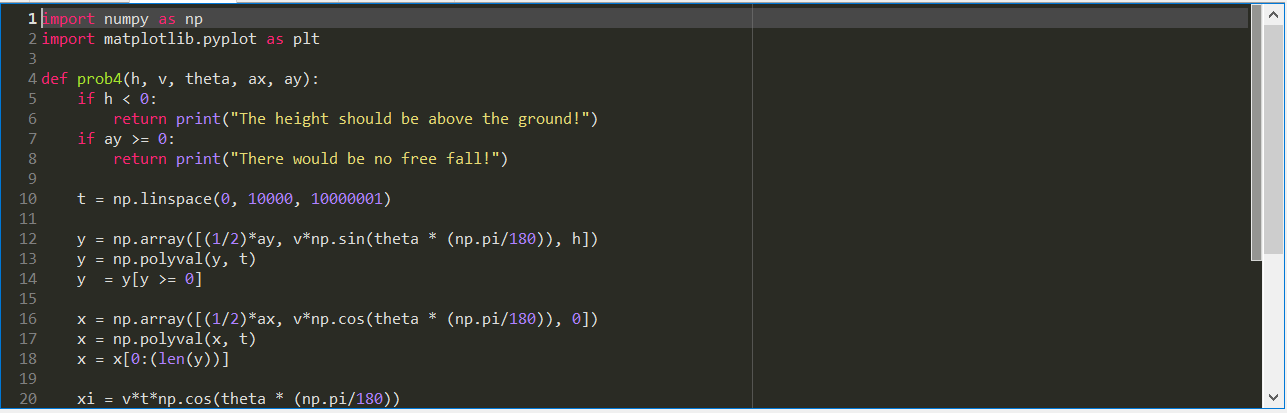 1 import numpy as np
2 import matplotlib.pyplot as plt
3
4 def prob4(h, v, theta, ax, ay):
5     if h < 0:
6         return print("The height should be above the ground!")
7     if ay >= 0:
8         return print("There would be no free fall!")
9
10     t = np.linspace(0, 10000, 10000001)
11
12     y = np.array([(1/2)*ay, v*np.sin(theta * (np.pi/180)), h])
13     y = np.polyval(y, t)
14     y  = y[y >= 0]
15
16     x = np.array([(1/2)*ax, v*np.cos(theta * (np.pi/180)), 0])
17     x = np.polyval(x, t)
18     x = x[0:(len(y))]
19
20     xi = v*t*np.cos(theta * (np.pi/180))